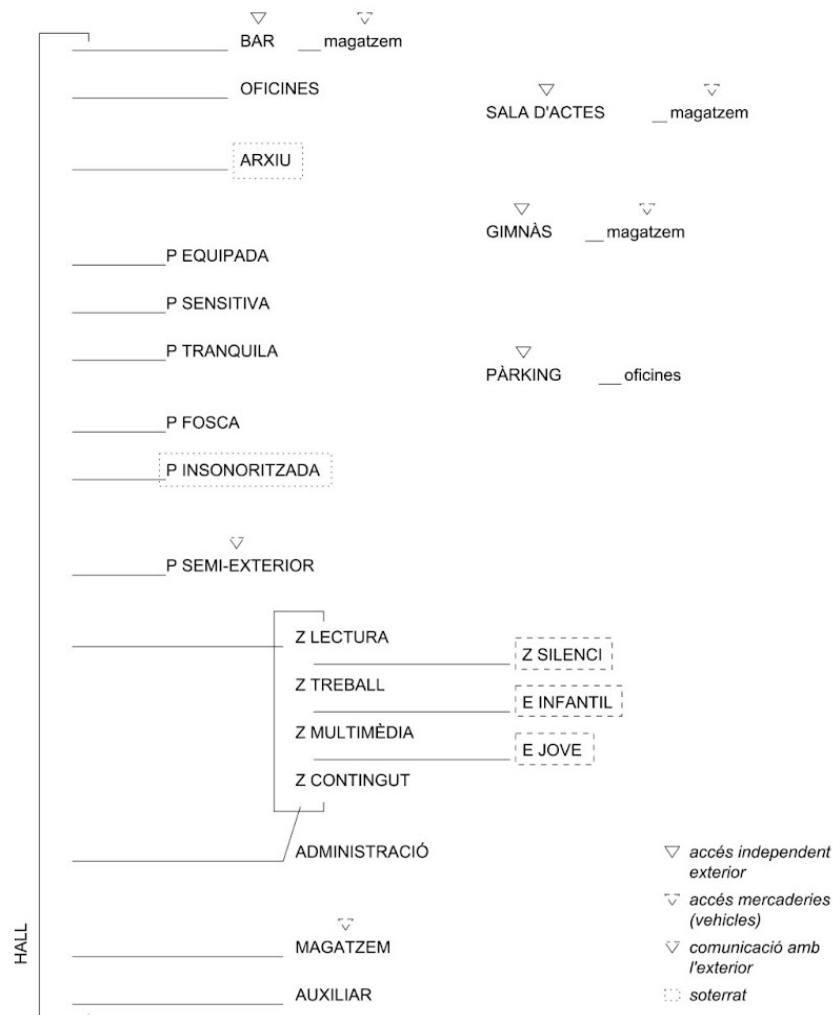 BAR magatzem
OFICINES
SALA D'ACTES magatzem
ARXIU
GIMNÀS magatzem
P EQUIPADA
P SENSITIVA
P TRANQUILA
PÀRKING oficines
P FOSCA
P INSONORITZADA
P SEMI-EXTERIOR
Z LECTURA
Z SILENCI
Z TREBALL
E INFANTIL
Z MULTIMÈDIA
E JOVE
Z CONTINGUT
ADMINISTRACIÓ
MAGATZEM
AUXILIAR
HALL
accés independent
exterior
accés mercaderies
(vehicles)
comunicació amb
l'exterior
soterrat